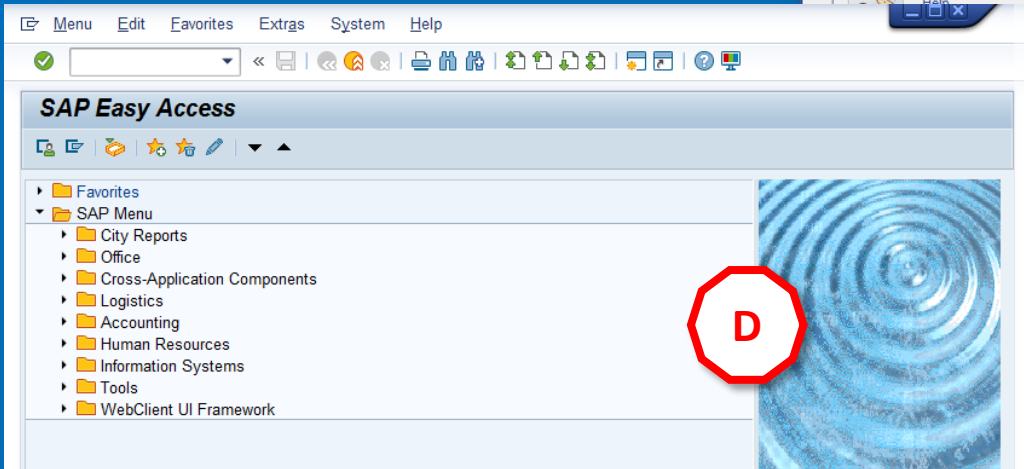 Help
Menu Edit Favorites Extras System Help
SAP Easy Access
Favorites
SAP Menu
City Reports
Office
Cross-Application Components
Logistics
Accounting
Human Resources
Information Systems
Tools
WebClient UI Framework
D